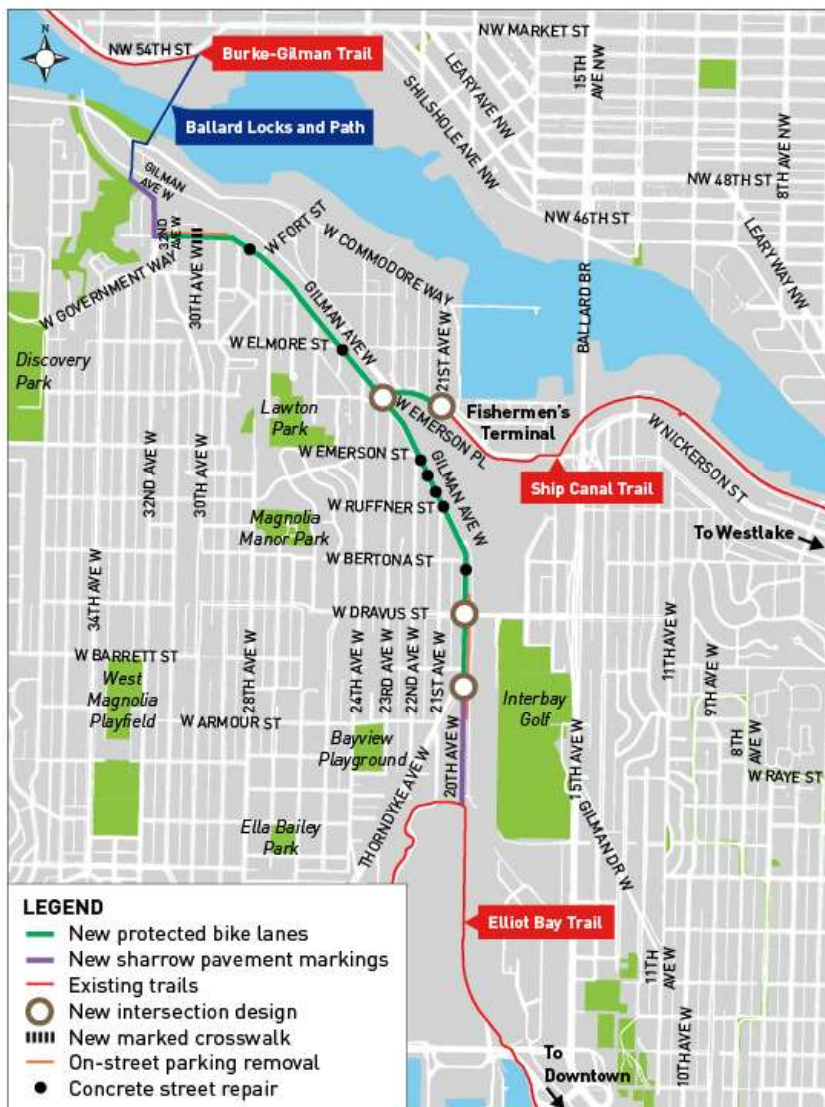 N
NW 54TH ST
Burke-Gilman Trail
NW MARKET ST
15TH
AVE NW
LEARY AVE NW
SHILSHOLE AVE NW
8TH AVE NW
Ballard Locks and Path
GILMAN
AVE W
NW 48TH ST
NW 46TH ST
LEARY WAY NW
32ND
AVE W
30TH AVE W
W FORT ST
W COMMODORE WAY
W GOVERNMENT WAY
GILMAN AVE W
BALLARD BR
W ELMORE ST
21ST AVE W
Discovery
Park
Lawton
Park
W EMERSON PL
Fishermen's
Terminal
W NICKERSON ST
W EMERSON ST
GILMAN AVE W
32ND AVE W
30TH AVE W
Ship Canal Trail
W RUFFNER ST
Magnolia
Manor Park
To Westlake
W BERTONA ST
34TH AVE W
W DRAVUS ST
W BARRETT ST
28TH AVE W
24TH AVE W
23RD AVE W
22ND AVE W
21ST AVE W
11TH AVE W
9TH AVE W
West
Magnolia
Playfield
Interbay
Golf
W ARMOUR ST
8TH
AVE W
Bayview
Playground
20TH AVE W
15TH AVE W
W RAYE ST
THORNDYKE AVE W
GILMAN DR W
Ella Bailey
Park
LEGEND
New protected bike lanes
New sharrow pavement markings
Existing trails
New intersection design
New marked crosswalk
On-street parking removal
Concrete street repair
Elliot Bay Trail
11TH
AVE W
10TH AVE W
To
Downtown